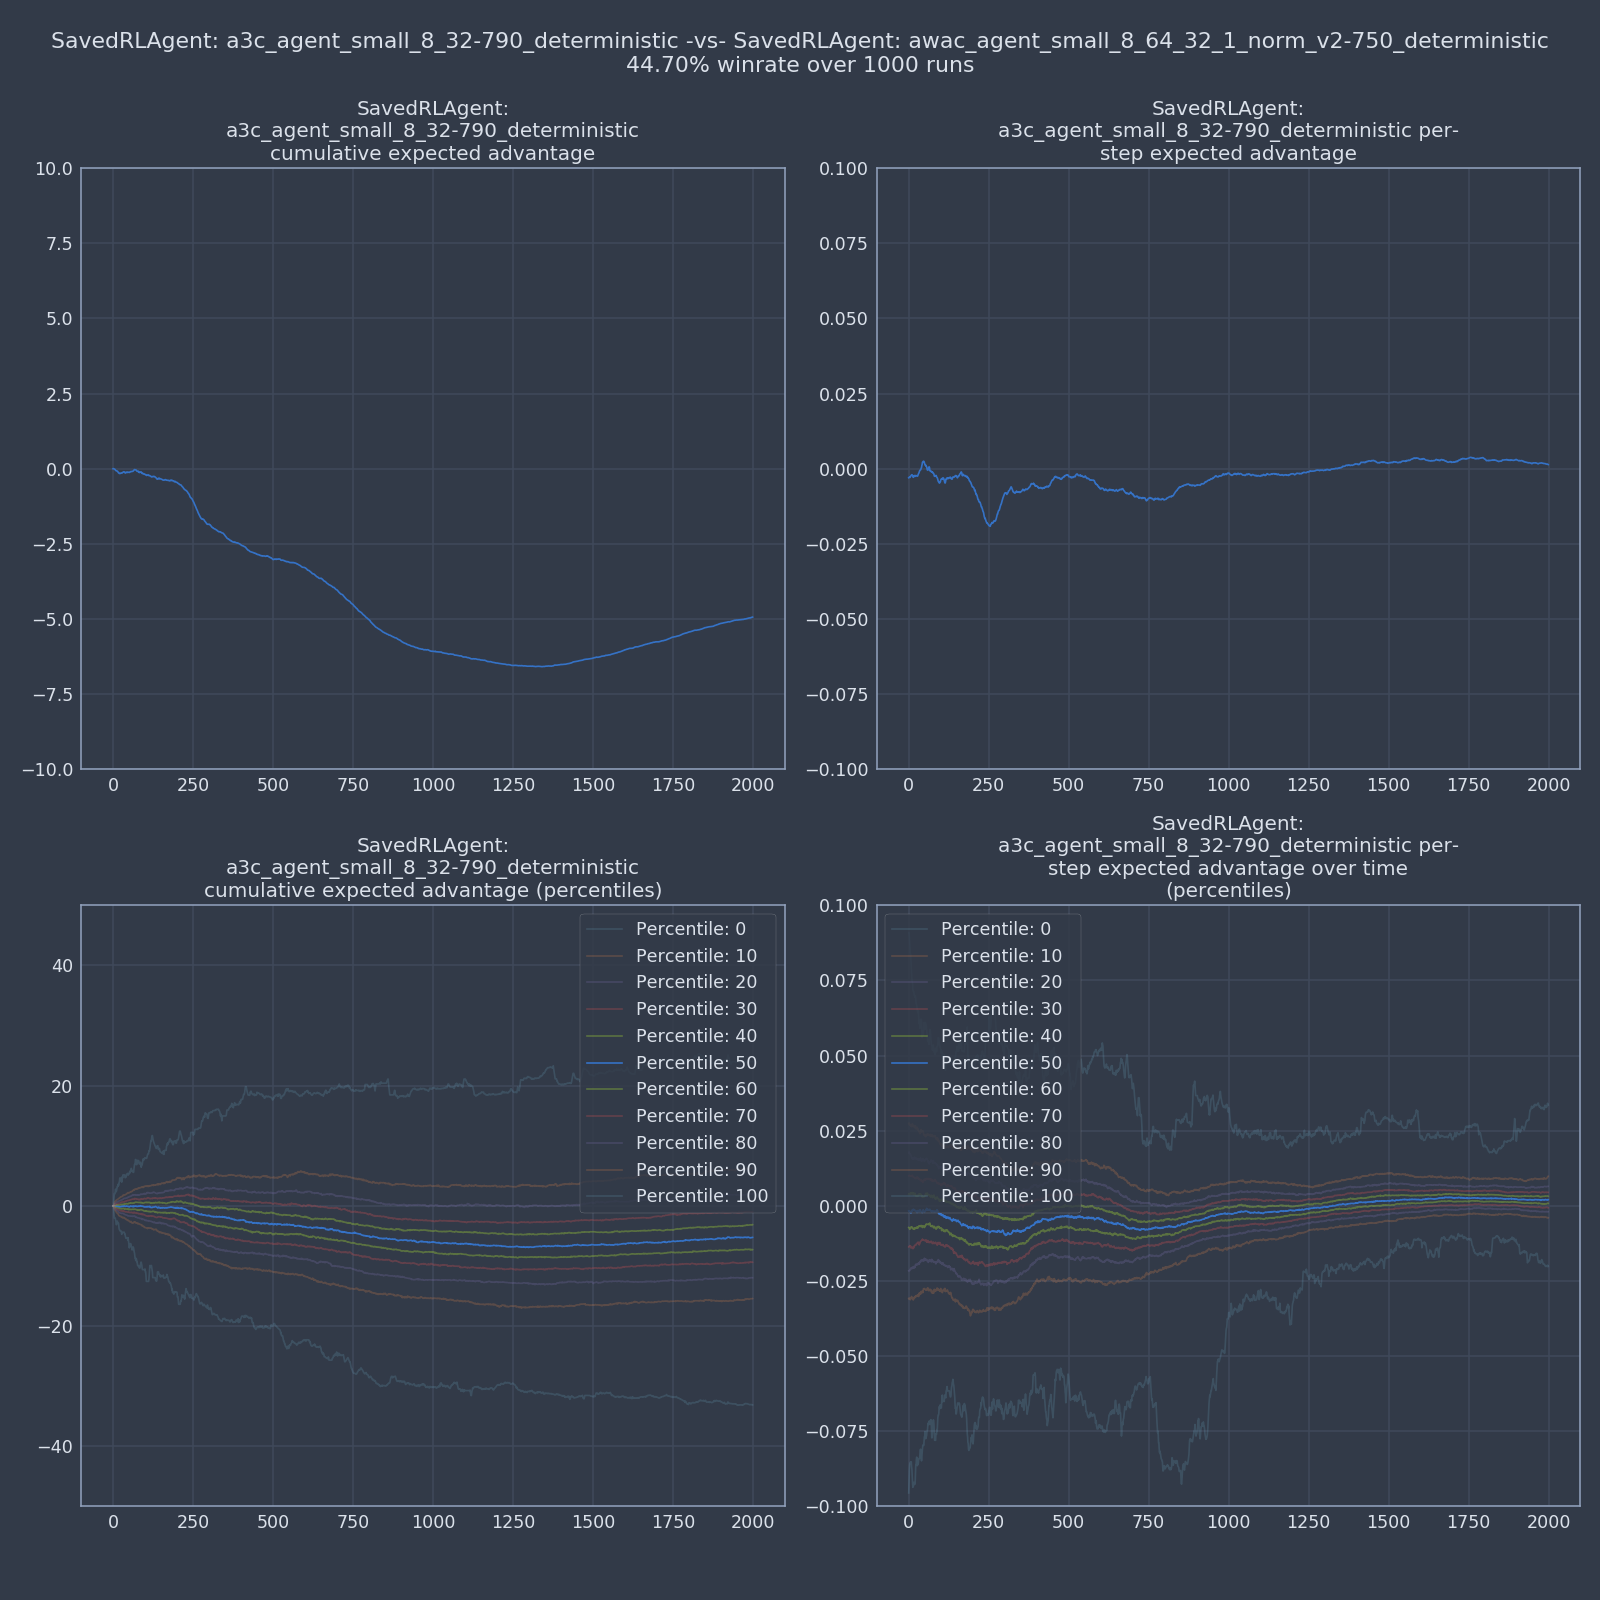 SavedRLAgent: a3c_agent_small_8_32-790_deterministic -vs- SavedRLAgent: awac_agent_small_8_64_32_1_norm_v2-750_deterministic
44.70% winrate over 1000 runs
SavedRLAgent:
a3c_agent_small_8_32-790_deterministic
cumulative expected advantage
10.0
7.5
5.0
2.5
0.0
−2.5
−5.0
−7.5
−10.0
0 250 500 750 1000 1250 1500 1750 2000
SavedRLAgent:
a3c_agent_small_8_32-790_deterministic per-
step expected advantage
0.100
0.075
0.050
0.025
0.000
−0.025
−0.050
−0.075
−0.100
0 250 500 750 1000 1250 1500 1750 2000
SavedRLAgent:
a3c_agent_small_8_32-790_deterministic
cumulative expected advantage (percentiles)
40
20
0
−20
−40
Percentile: 0
Percentile: 10
Percentile: 20
Percentile: 30
Percentile: 40
Percentile: 50
Percentile: 60
Percentile: 70
Percentile: 80
Percentile: 90
Percentile: 100
0 250 500 750 1000 1250 1500 1750 2000
SavedRLAgent:
a3c_agent_small_8_32-790_deterministic per-
step expected advantage over time
(percentiles)
0.100
0.075
0.050
0.025
0.000
−0.025
−0.050
−0.075
−0.100
Percentile: 0
Percentile: 10
Percentile: 20
Percentile: 30
Percentile: 40
Percentile: 50
Percentile: 60
Percentile: 70
Percentile: 80
Percentile: 90
Percentile: 100
0 250 500 750 1000 1250 1500 1750 2000